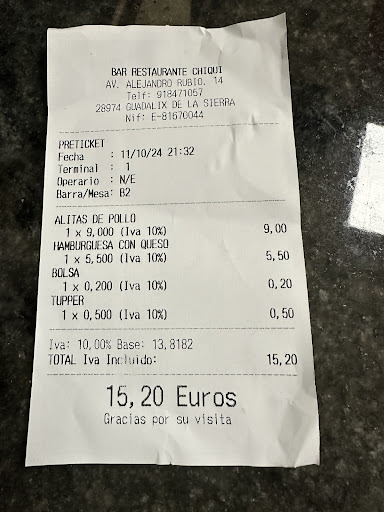 BAR RESTAURANTE CHIQUI
AV. ALEJANDRO RUBIO, 14
Telf: 918471057
28974 GUADALIX DE LA SIERRA
Nif: E-81670044
PRETICKET
Fecha : 11/10/24 21:32
Terminal : 1
Operario : N/E
Barra/Mesa: B2
ALITAS DE POLLO
1 x 9,000 (Iva 10%) 9,00
HAMBURGUESA CON QUESO
1 x 5,500 (Iva 10%) 5,50
BOLSA
1 x 0,200 (Iva 10%) 0,20
TUPPER
1 x 0,500 (Iva 10%) 0,50
Iva: 10,00% Base: 13,8182
TOTAL Iva Incluido: 15,20
15,20 Euros
Gracias por su visita